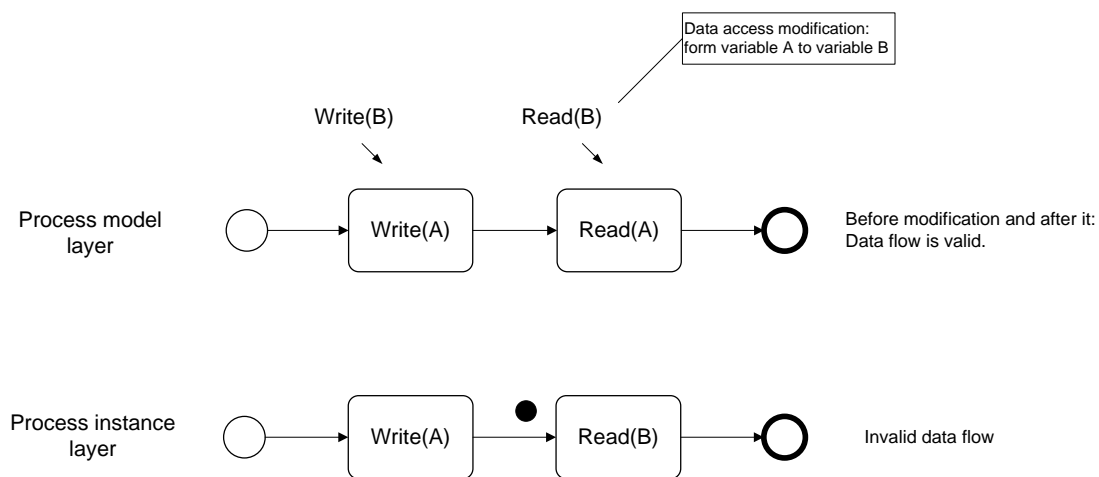 Data access modification:
form variable A to variable B
Write(B)
Read(B)
Process model
layer
Write(A)
Read(A)
Before modification and after it:
Data flow is valid.
Process instance
layer
Write(A)
Read(B)
Invalid data flow